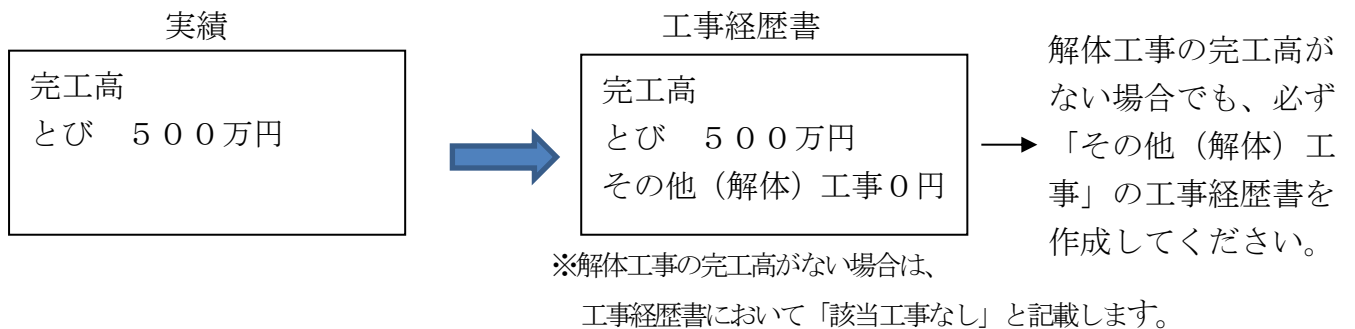 実績
完工高
とび　５００万円
工事経歴書
完工高
とび　５００万円
その他（解体）工事０円
解体工事の完工高が
ない場合でも、必ず
「その他（解体）工
事」の工事経歴書を
作成してください。
※解体工事の完工高がない場合は、
工事経歴書において「該当工事なし」と記載します。